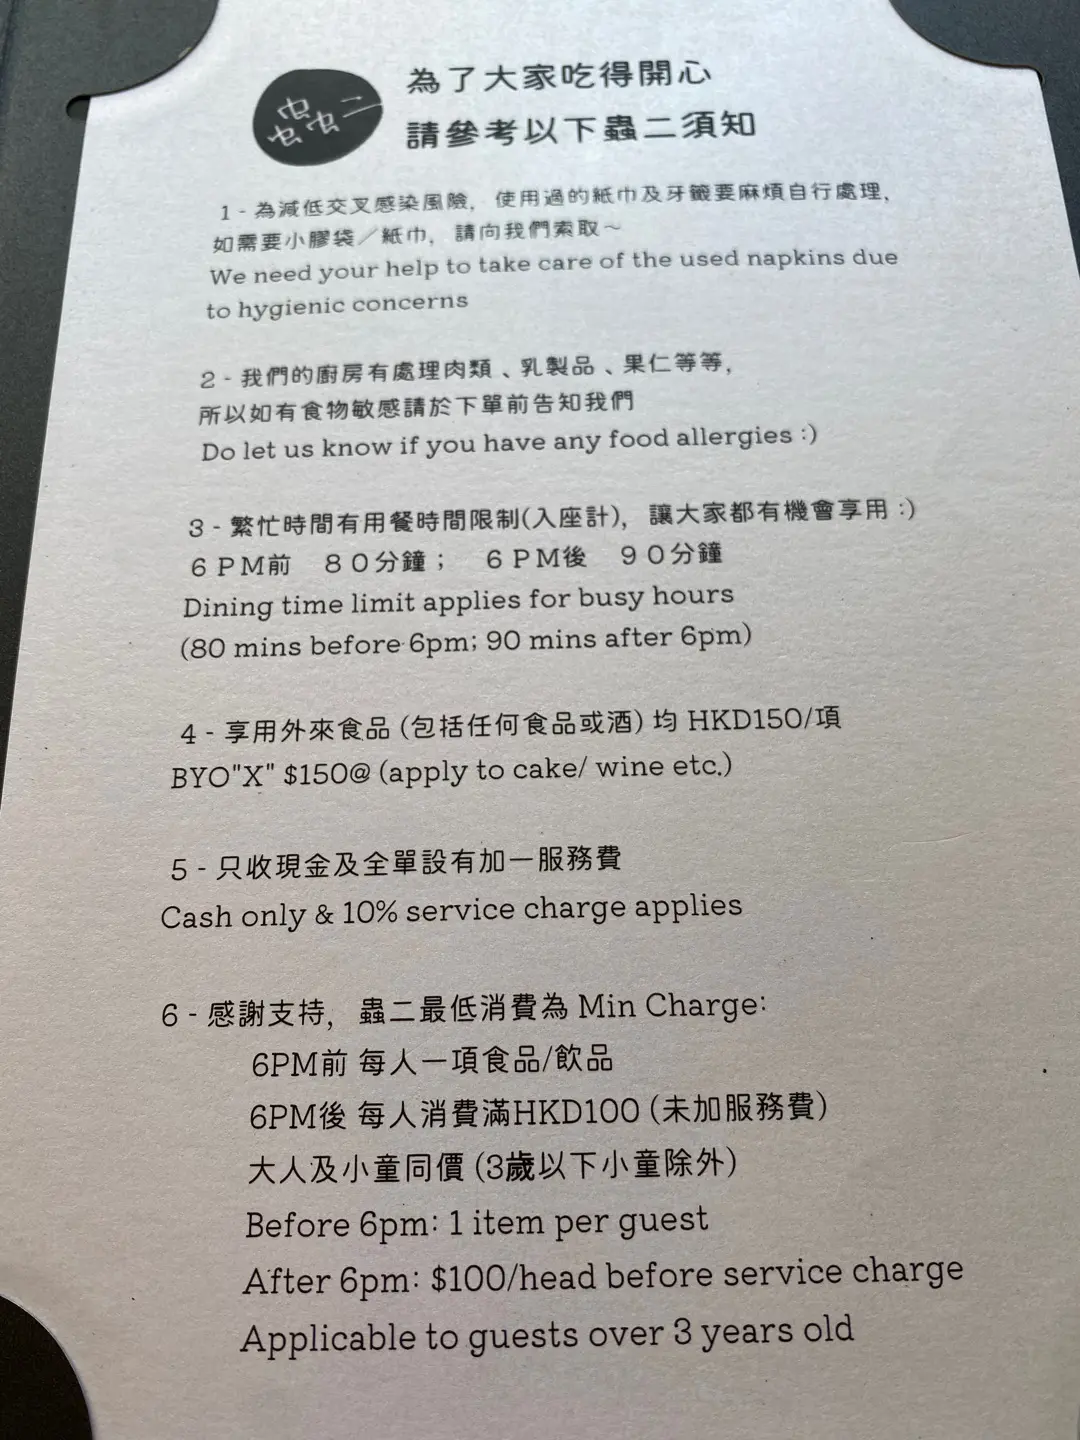 蟲二
為了大家吃得開心
請參考以下蟲二須知
1 - 為減低交叉感染風險，使用過的紙巾及牙籤要麻煩自行處理，
如需要小膠袋／紙巾，請向我們索取～
We need your help to take care of the used napkins due
to hygienic concerns
2 - 我們的廚房有處理肉類、乳製品、果仁等等，
所以如有食物敏感請於下單前告知我們
Do let us know if you have any food allergies :)
3 - 繁忙時間有用餐時間限制(入座計)，讓大家都有機會享用 :)
６ＰＭ前　８０分鐘；　６ＰＭ後　９０分鐘
Dining time limit applies for busy hours
(80 mins before 6pm; 90 mins after 6pm)
4 - 享用外來食品 (包括任何食品或酒) 均 HKD150/項
BYO"X" $150@ (apply to cake/ wine etc.)
5 - 只收現金及全單設有加一服務費
Cash only & 10% service charge applies
6 - 感謝支持，蟲二最低消費為 Min Charge:
6PM前 每人一項食品/飲品
6PM後 每人消費滿HKD100 (未加服務費)
大人及小童同價 (3歲以下小童除外)
Before 6pm: 1 item per guest
After 6pm: $100/head before service charge
Applicable to guests over 3 years old